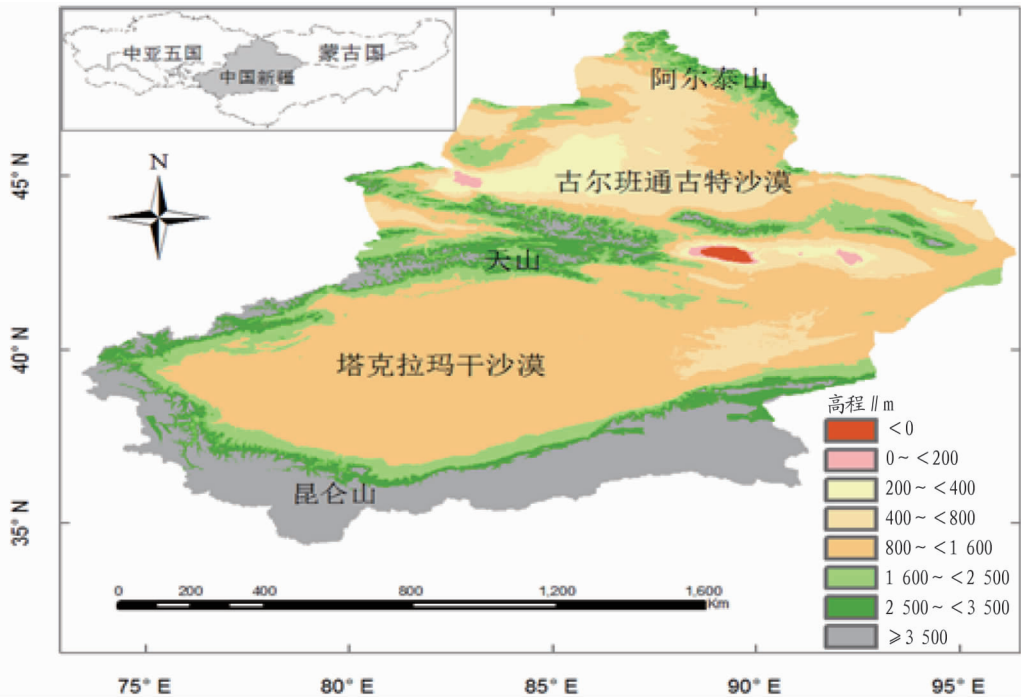 中亚五国
蒙古国
中国新疆
N
阿尔泰山
古尔班通古特沙漠
天山
塔克拉玛干沙漠
昆仑山
45° N
40° N
35° N
高程∥m
<0
0~<200
200~<400
400~<800
800~<1 600
1 600~<2 500
2 500~<3 500
≥3 500
0 200 400 800 1,200 1,600
Km
75° E 80° E 85° E 90° E 95° E